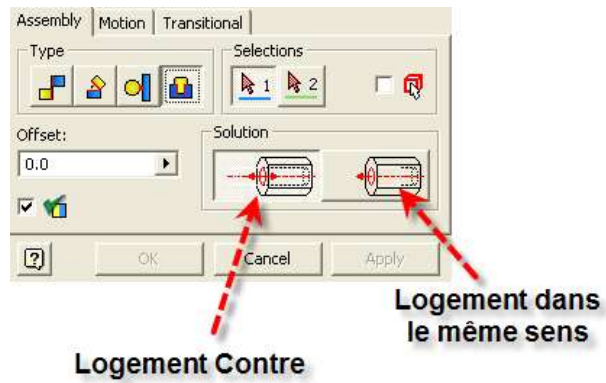 Assembly Motion Transitional
Type Selections
1 2
Offset: Solution
0.0
OK Cancel Apply
Logement dans
le même sens
Logement Contre